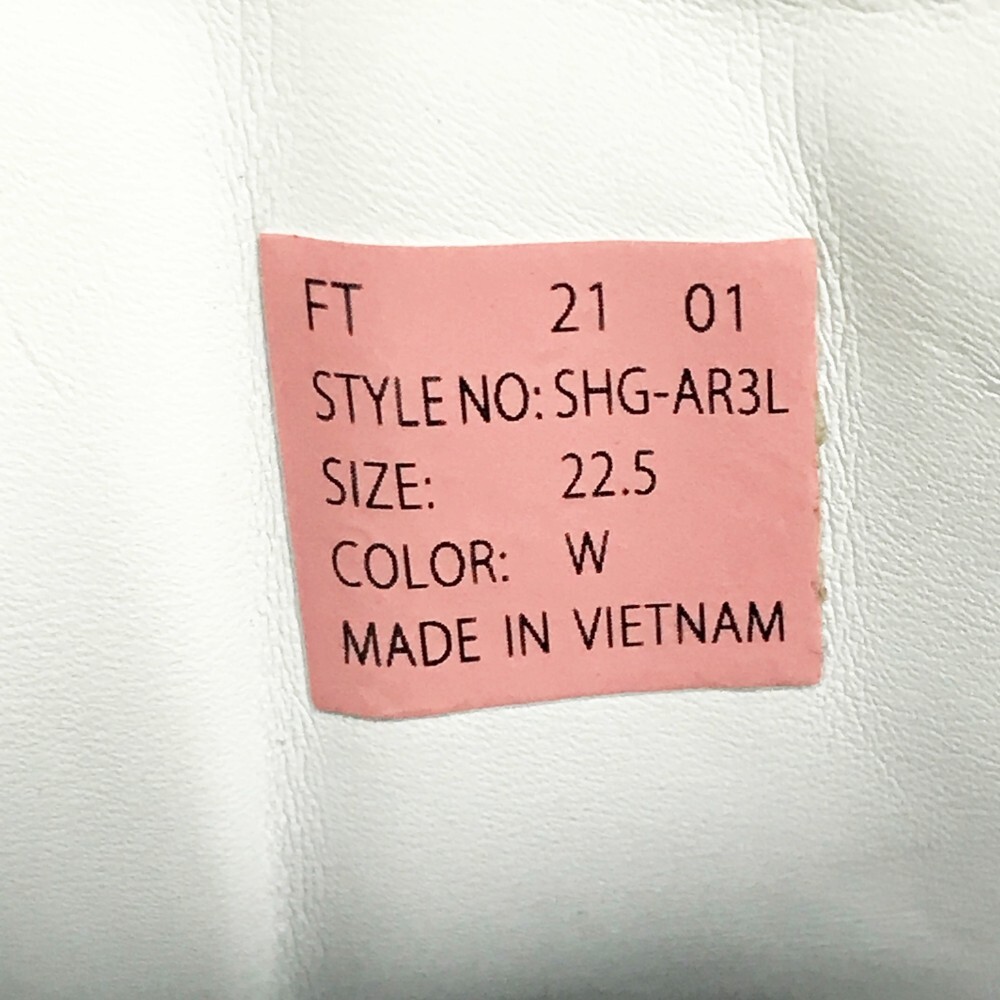 FT 21 01
STYLE NO: SHG-AR3L
SIZE: 22.5
COLOR: W
MADE IN VIETNAM